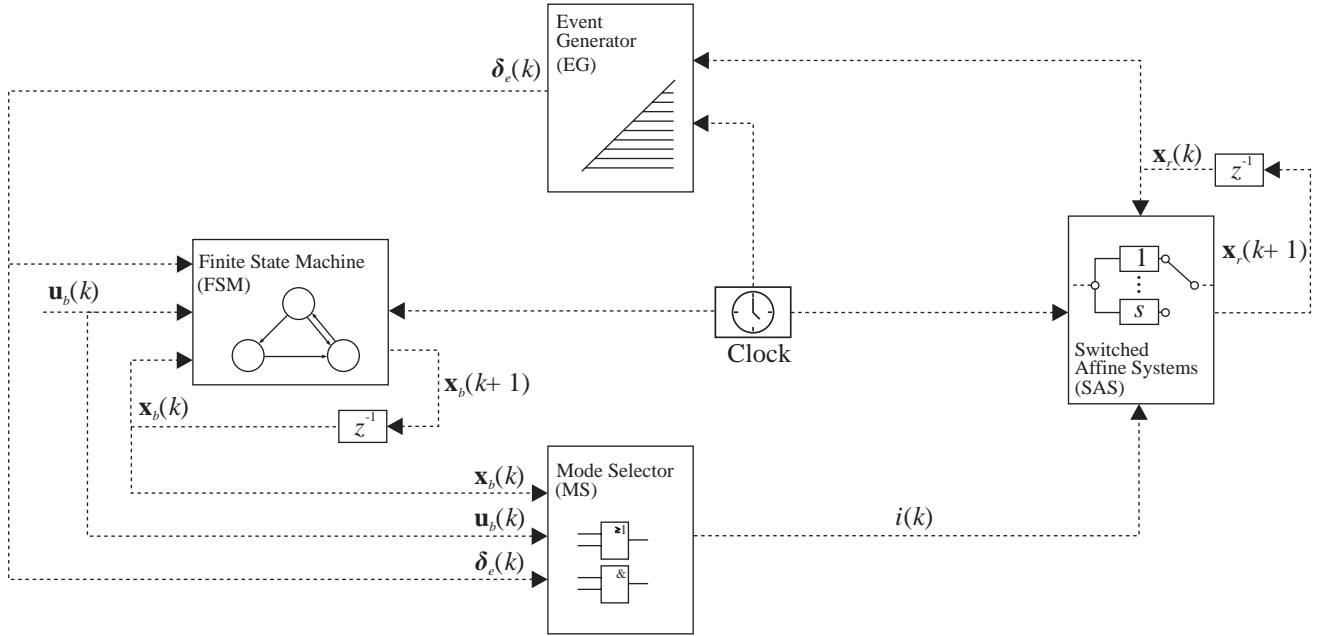 Event
Generator
(EG)
δe(k)
xr(k)
z-1
Finite State Machine
(FSM)
ub(k)
1
s
xr(k+ 1)
Clock
Switched
Affine Systems
(SAS)
xb(k+ 1)
xb(k)
z-1
Mode Selector
(MS)
xb(k)
ub(k)
δe(k)
≥1
&
i(k)